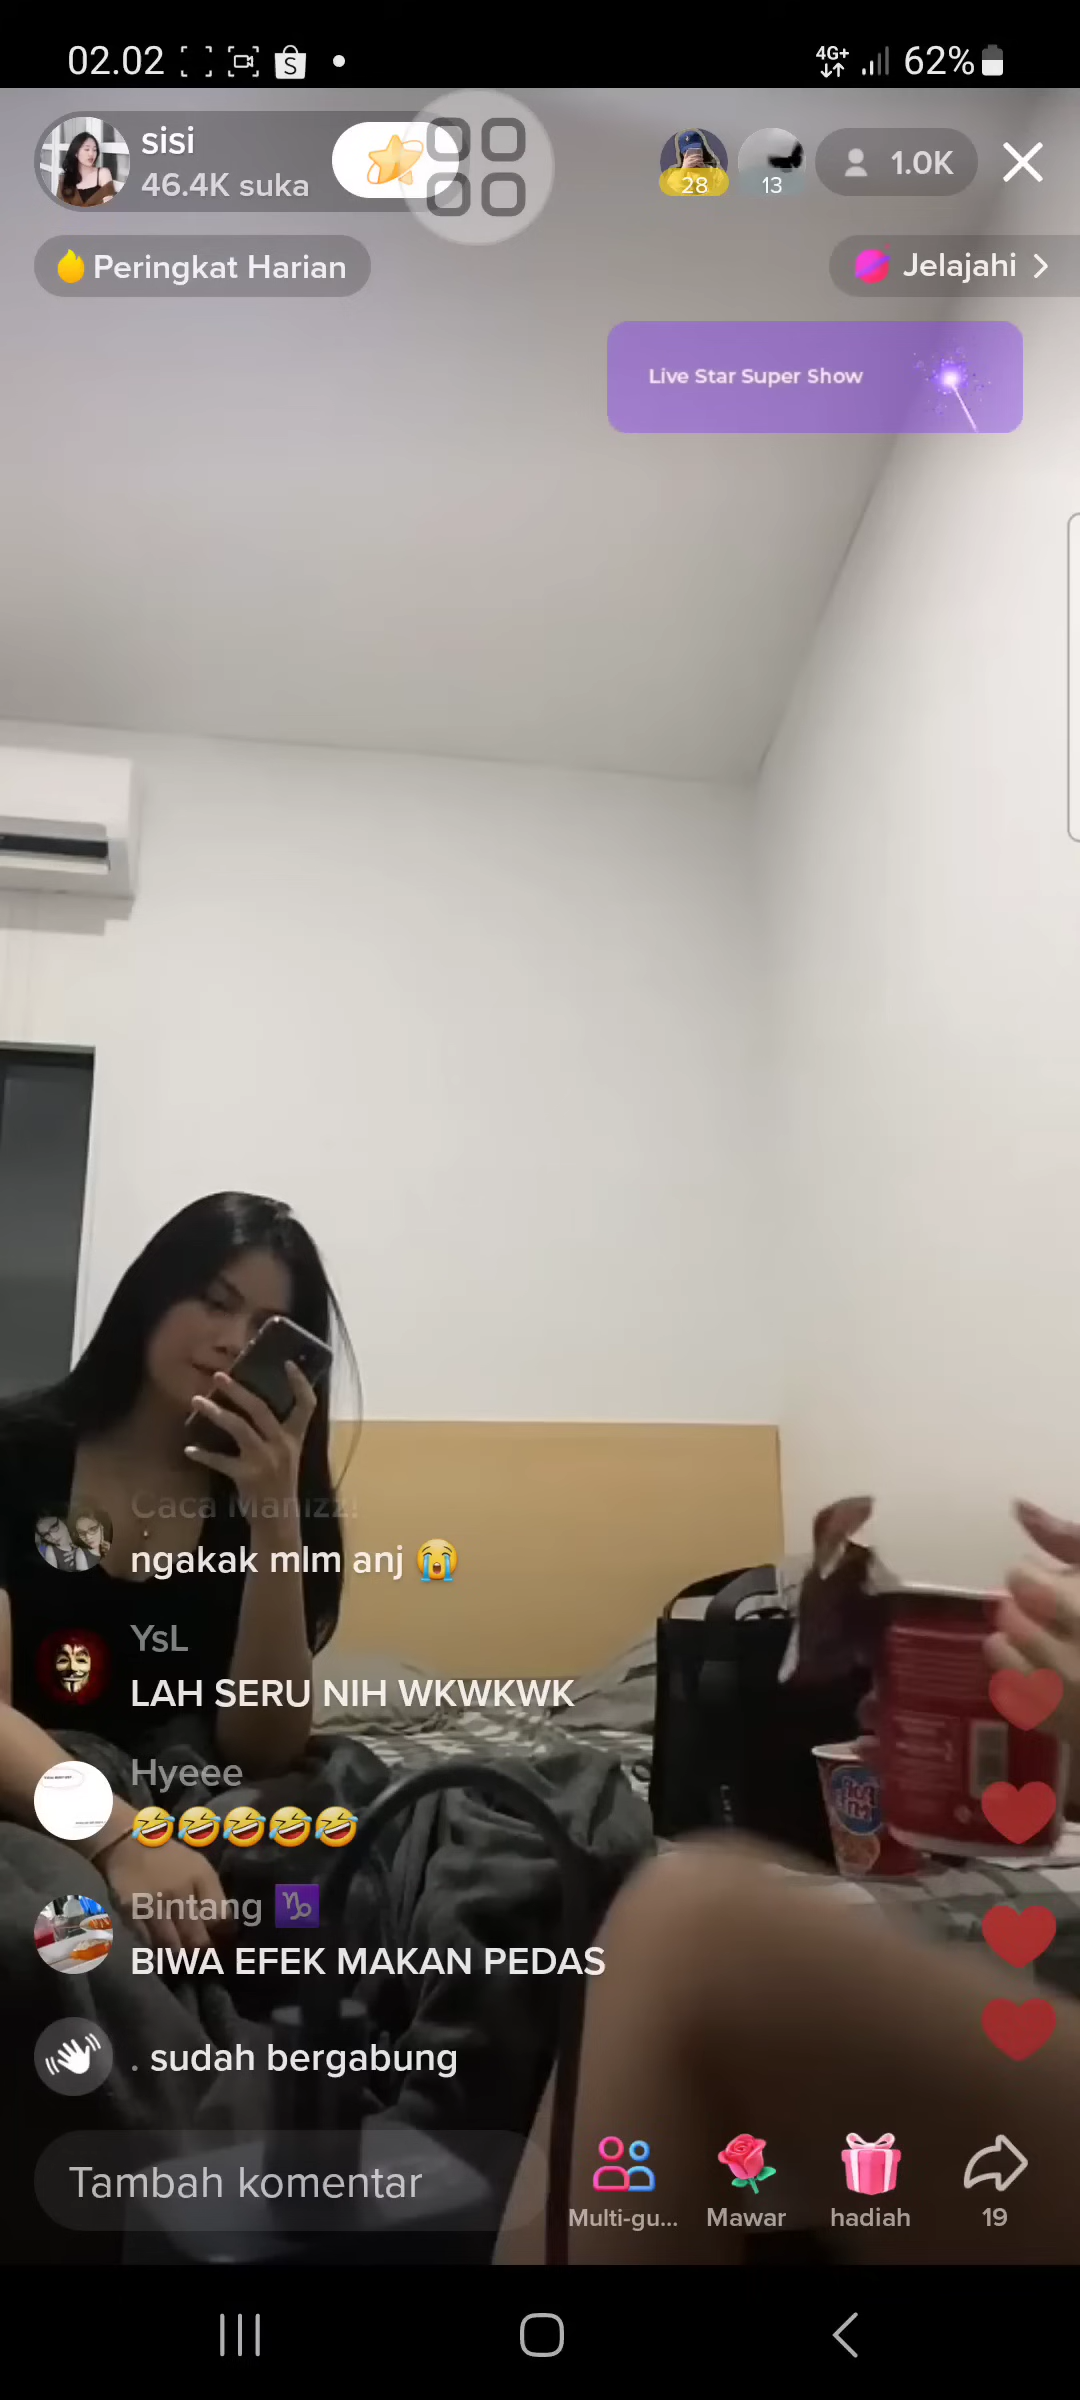 02.02
4G+
62%
sisi
46.4K suka
28
13
1.0K
Peringkat Harian
Jelajahi
Live Star Super Show
Caca Manizz!
ngakak mlm anj 😭
YsL
LAH SERU NIH WKWKWK
Hyeee
🤣🤣🤣🤣🤣
Bintang ♑
BIWA EFEK MAKAN PEDAS
. sudah bergabung
Tambah komentar
Multi-gu...
Mawar
hadiah
19